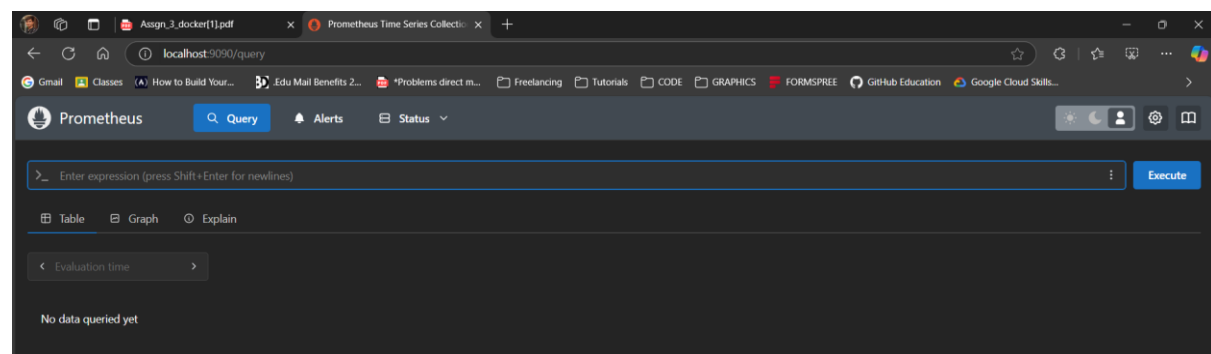 Assgn_3_docker[1].pdf Prometheus Time Series Collectio
localhost:9090/query
Gmail Classes How to Build Your... .Edu Mail Benefits 2... *Problems direct m... Freelancing Tutorials CODE GRAPHICS FORMSPREE GitHub Education Google Cloud Skills...
Prometheus Query Alerts Status
>_ Enter expression (press Shift+Enter for newlines) Execute
Table Graph Explain
Evaluation time
No data queried yet